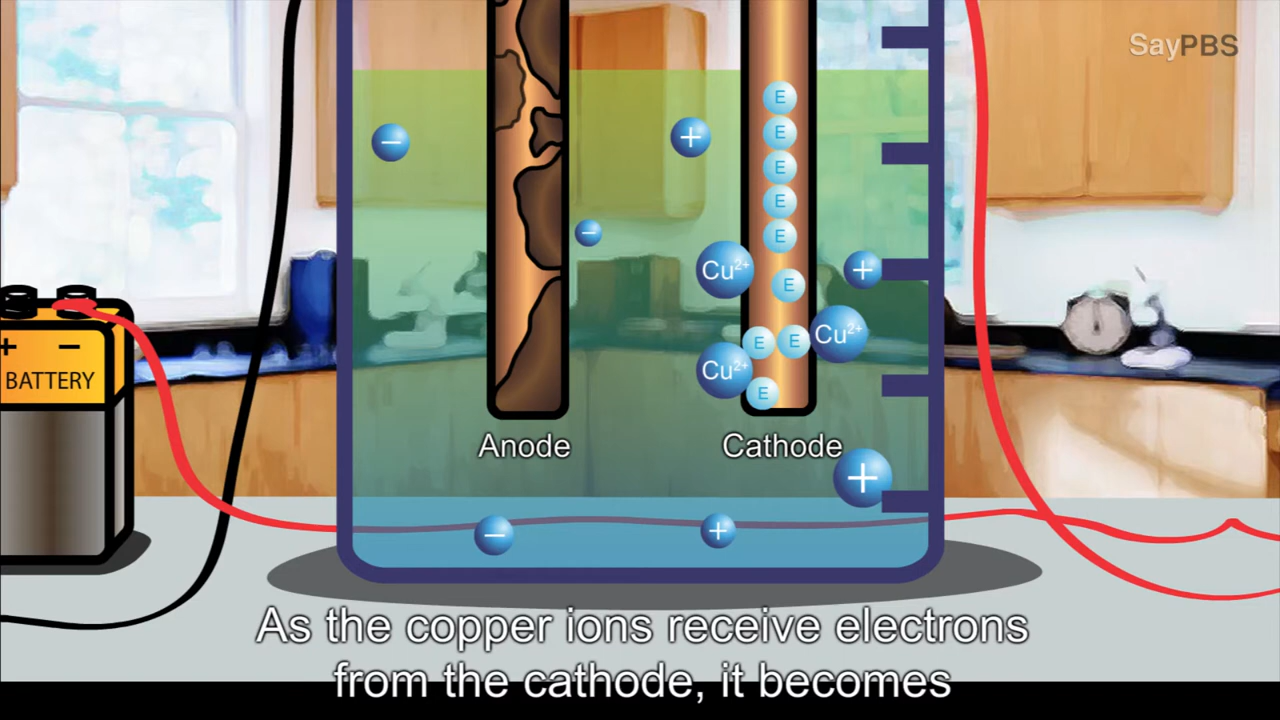 SayPBS
−
+
E
E
E
E
E
−
Cu²⁺
E
+
E
E
Cu²⁺
Cu²⁺
E
+ −
BATTERY
Anode
Cathode
+
−
+
As the copper ions receive electrons
from the cathode, it becomes